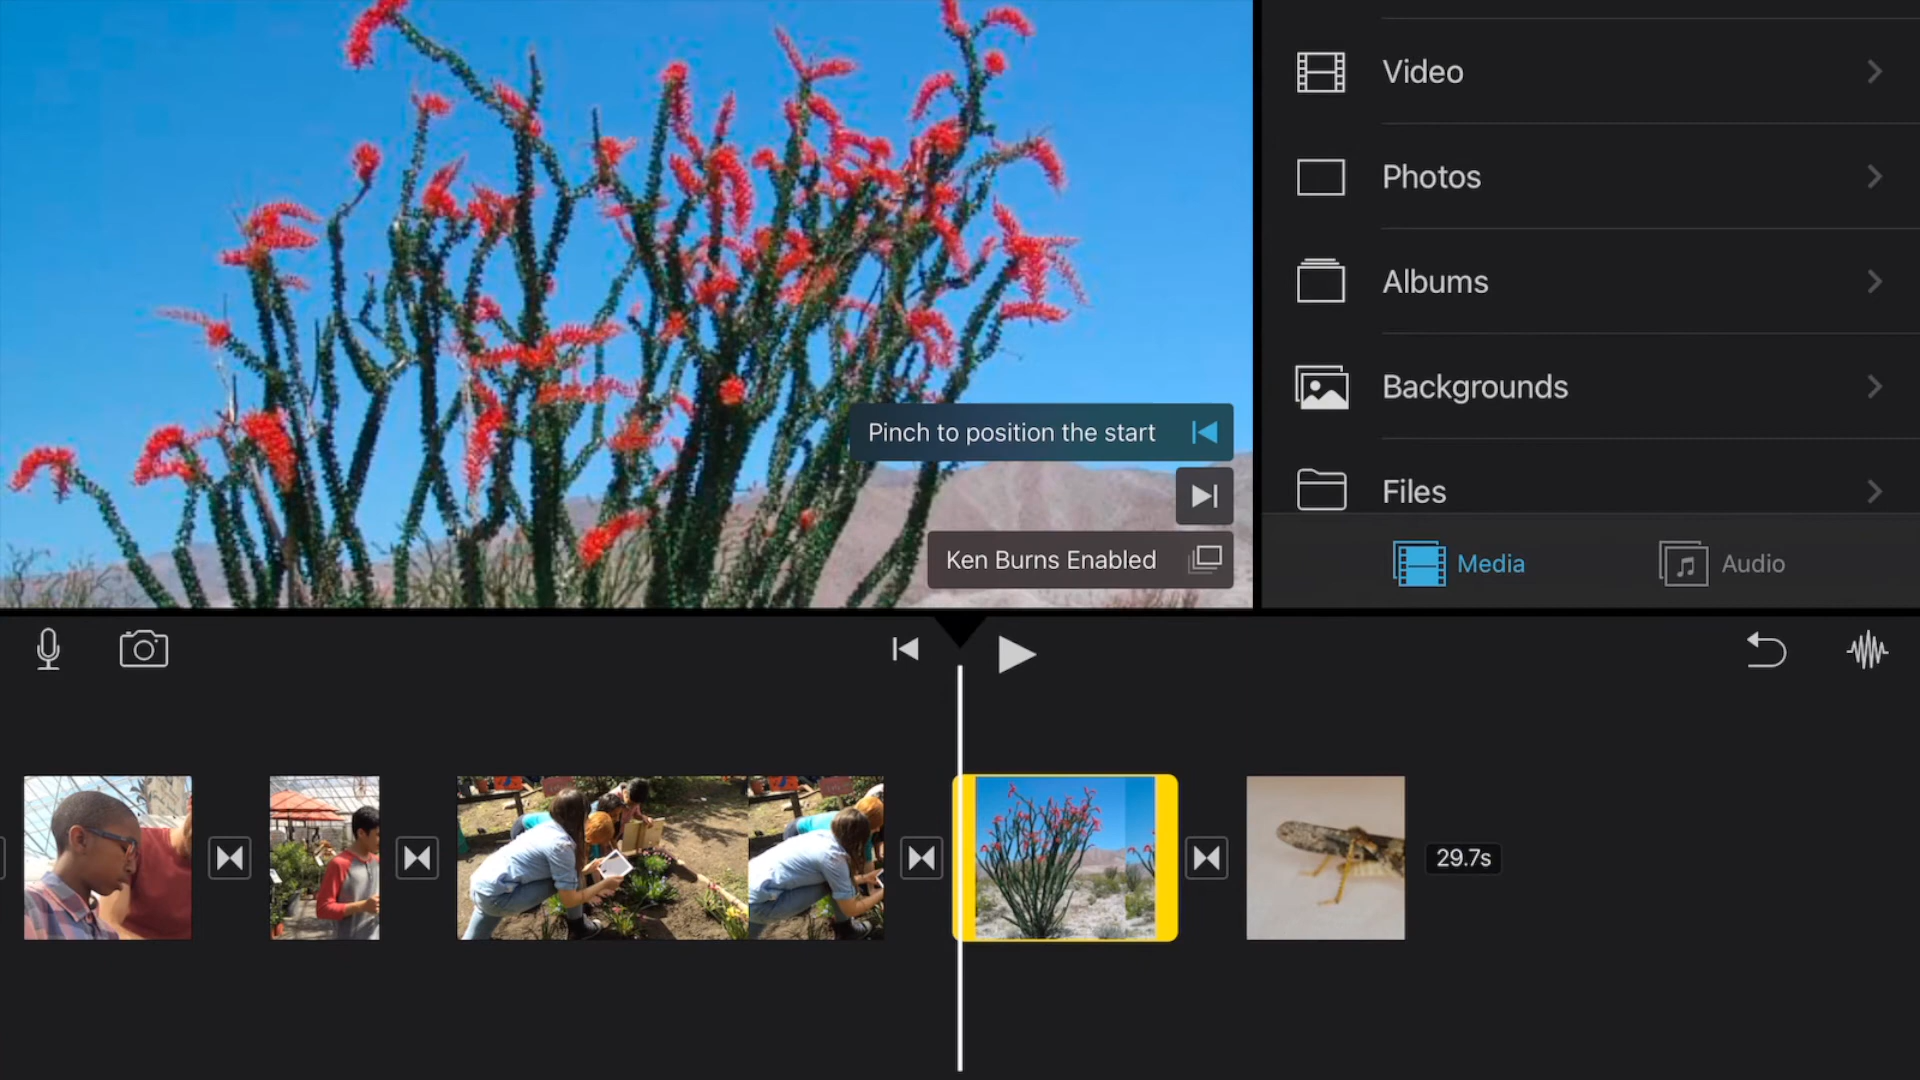 Video
Photos
Albums
Backgrounds
Files
Pinch to position the start
Ken Burns Enabled
Media
Audio
29.7s